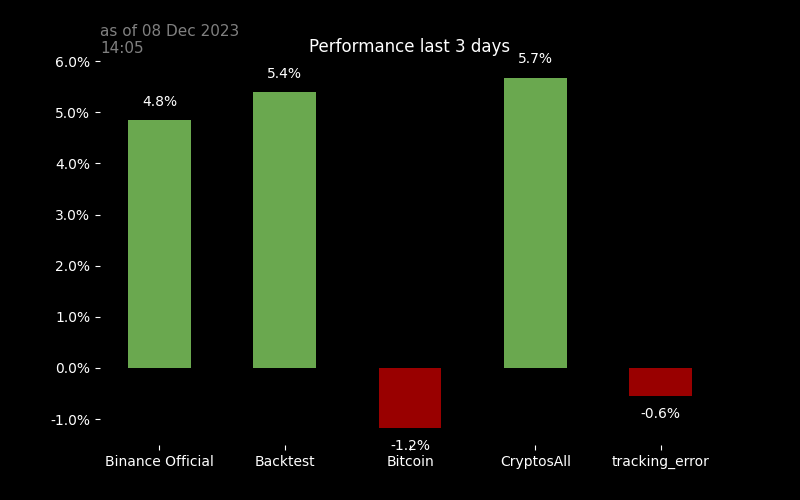 as of 08 Dec 2023
14:05
Performance last 3 days
6.0%
5.0%
4.0%
3.0%
2.0%
1.0%
0.0%
-1.0%
4.8%
5.4%
-1.2%
5.7%
-0.6%
Binance Official
Backtest
Bitcoin
CryptosAll
tracking_error